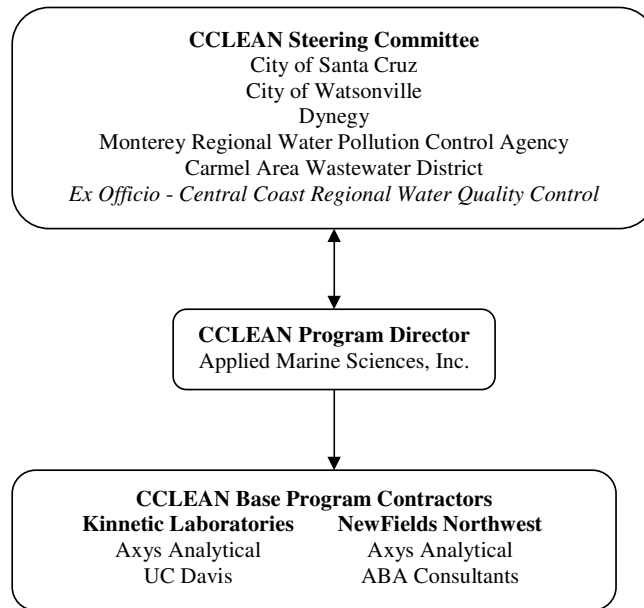 CCLEAN Steering Committee
City of Santa Cruz
City of Watsonville
Dynegy
Monterey Regional Water Pollution Control Agency
Carmel Area Wastewater District
Ex Officio - Central Coast Regional Water Quality Control
CCLEAN Program Director
Applied Marine Sciences, Inc.
CCLEAN Base Program Contractors
Kinnetic Laboratories NewFields Northwest
Axys Analytical Axys Analytical
UC Davis ABA Consultants